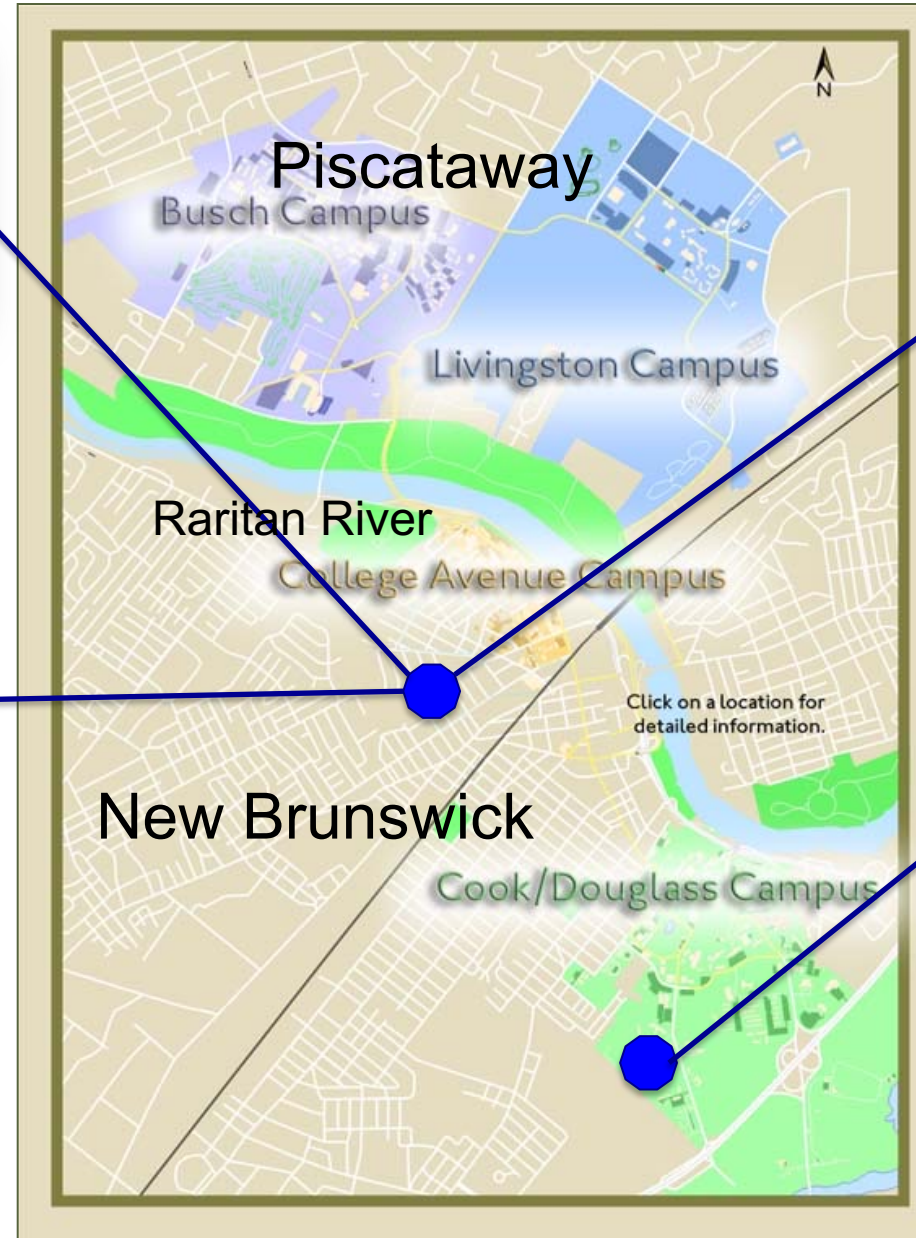 N
Piscataway
Busch Campus
Livingston Campus
Raritan River
College Avenue Campus
Click on a location for
detailed information.
New Brunswick
Cook/Douglass Campus